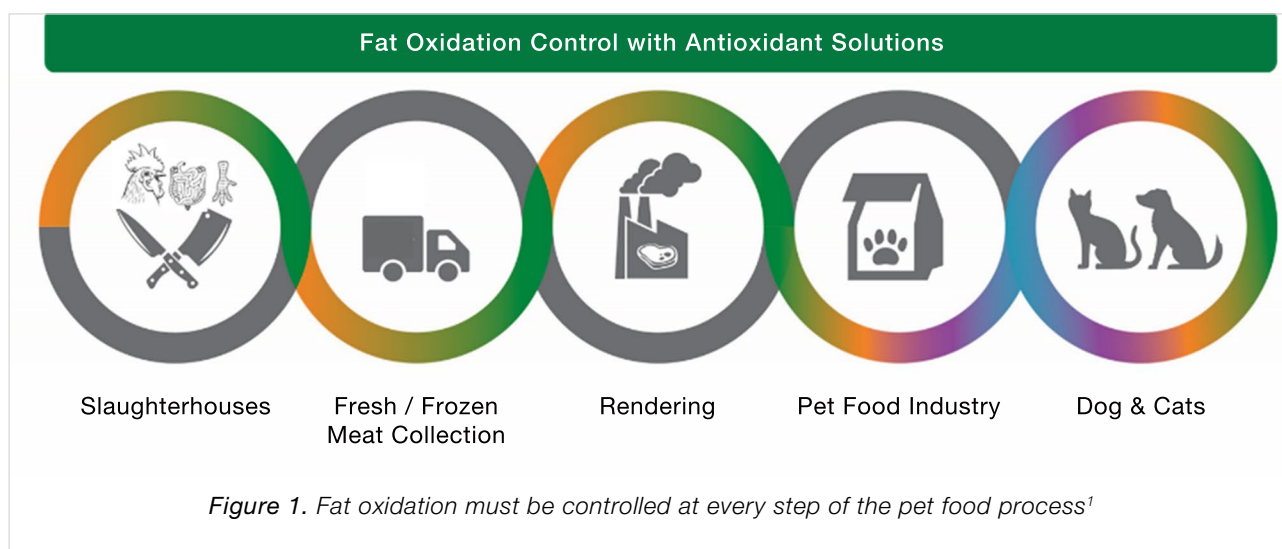 Fat Oxidation Control with Antioxidant Solutions
Slaughterhouses
Fresh / Frozen
Meat Collection
Rendering
Pet Food Industry
Dog & Cats
Figure 1. Fat oxidation must be controlled at every step of the pet food process¹